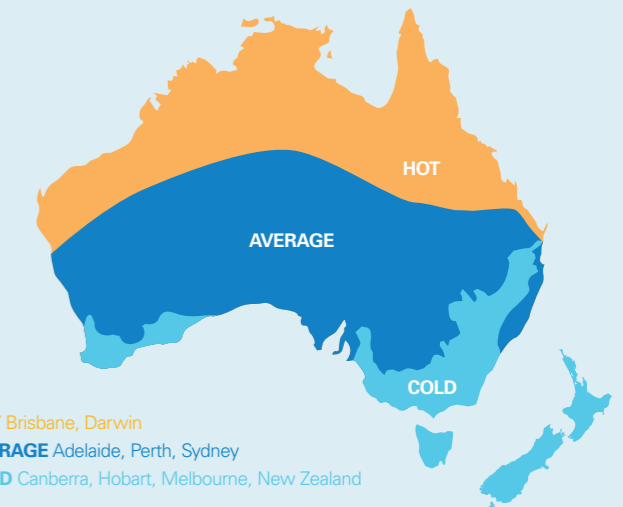 HOT
AVERAGE
COLD
Brisbane, Darwin
RAGE Adelaide, Perth, Sydney
D Canberra, Hobart, Melbourne, New Zealand